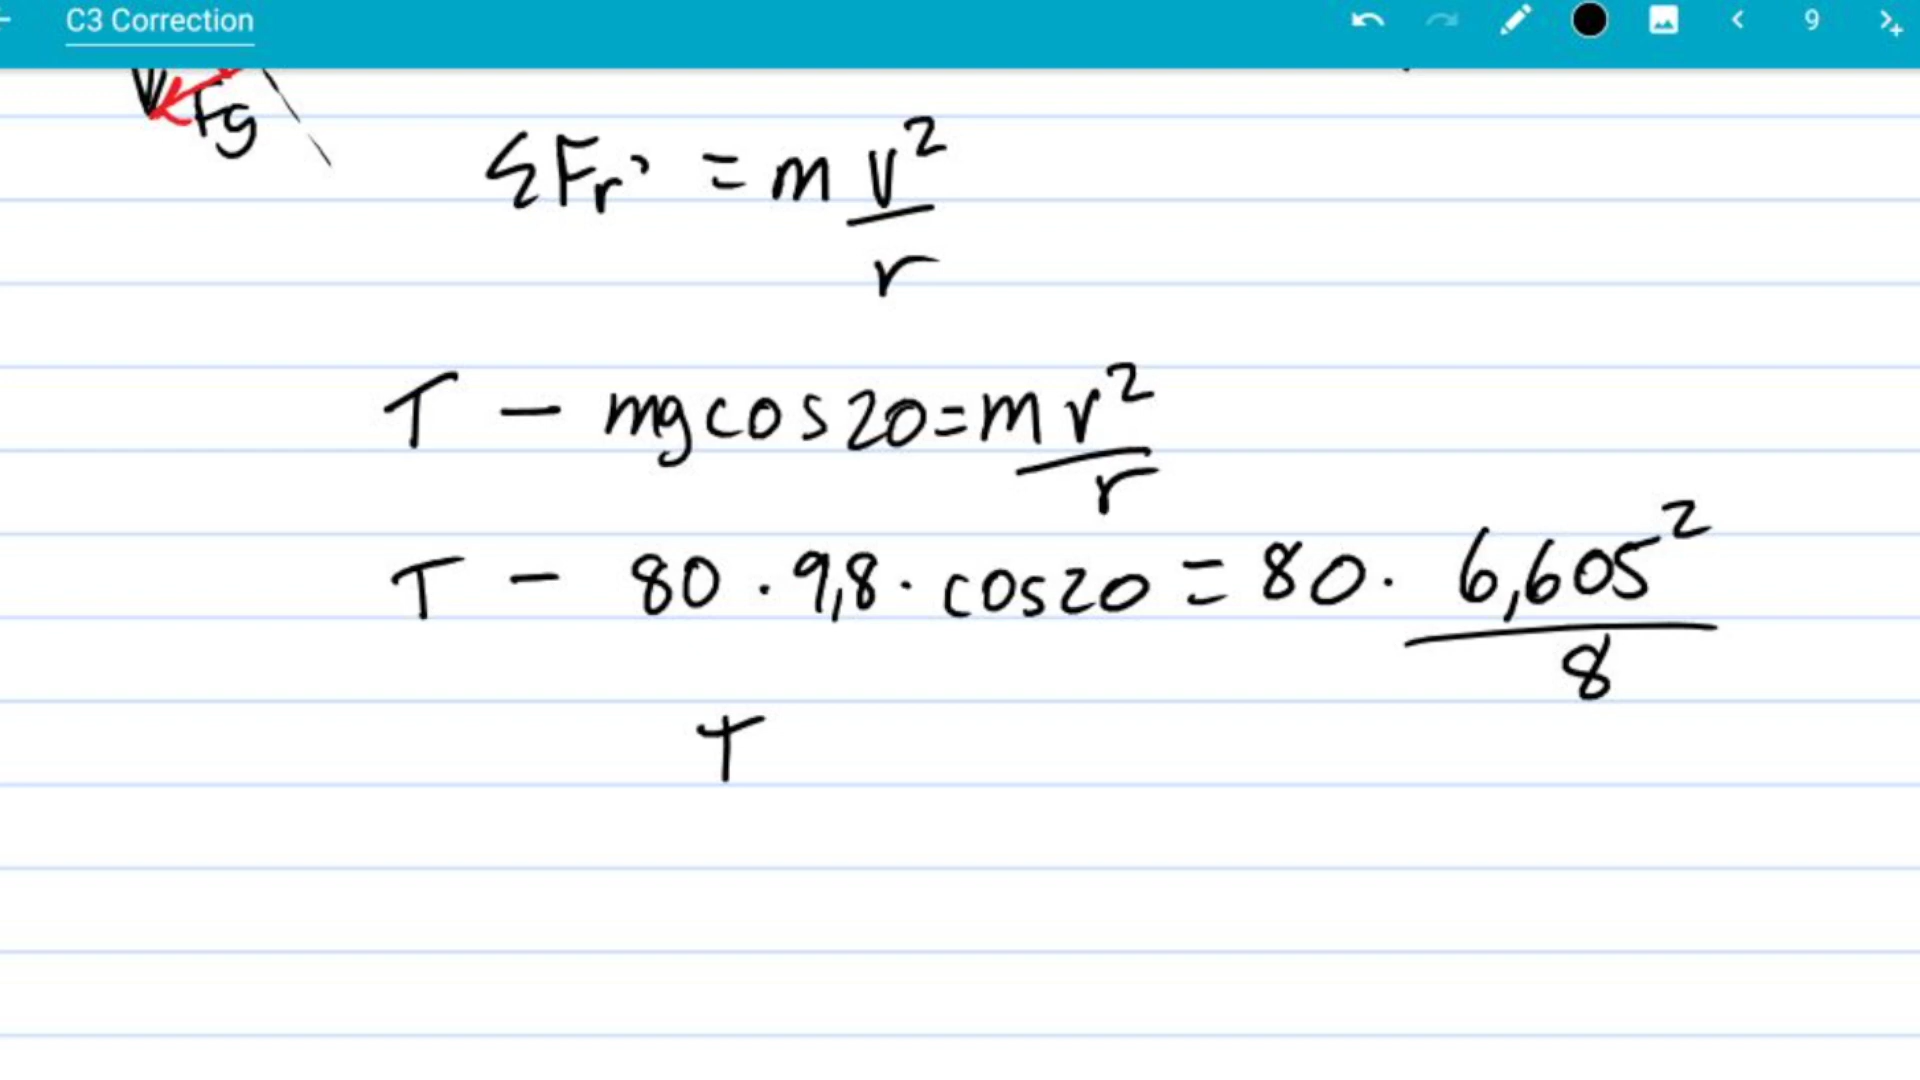 C3 Correction
9
Fg
ΣFr = m v²/r
T − mg cos 20 = m v²/r
T − 80 · 9,8 · cos 20 = 80 · 6,605²/8
T